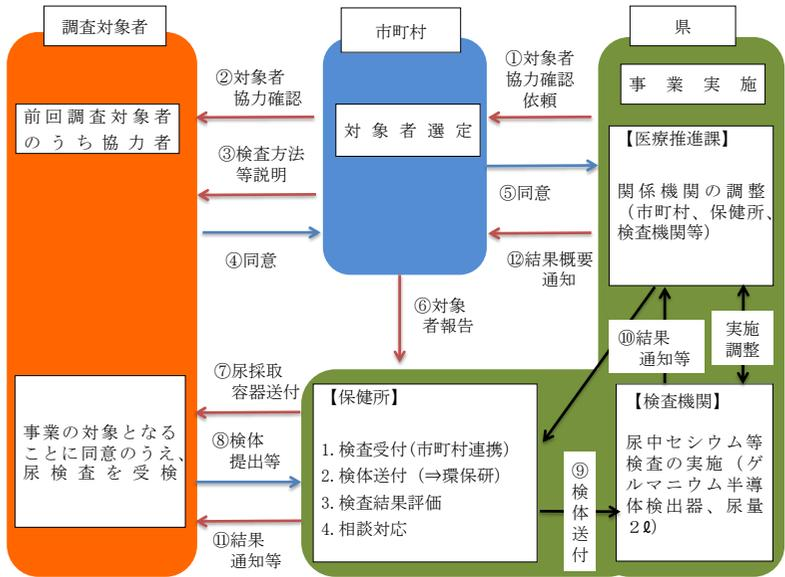 調査対象者
市町村
県
①対象者
協力確認
依頼
②対象者
協力確認
事業実施
前回調査対象者
のうち協力者
対象者選定
【医療推進課】
関係機関の調整
（市町村、保健所、
検査機関等）
③検査方法
等説明
⑤同意
④同意
⑫結果概要
通知
⑥対象
者報告
⑩結果
通知等
実施
調整
⑦尿採取
容器送付
事業の対象となる
ことに同意のうえ、
尿検査を受検
⑧検体
提出等
⑪結果
通知等
【保健所】
1. 検査受付(市町村連携)
2. 検体送付（⇒環保研）
3. 検査結果評価
4. 相談対応
⑨
検
体
送
付
【検査機関】
尿中セシウム等
検査の実施（ゲ
ルマニウム半導
体検出器、尿量
２ℓ）